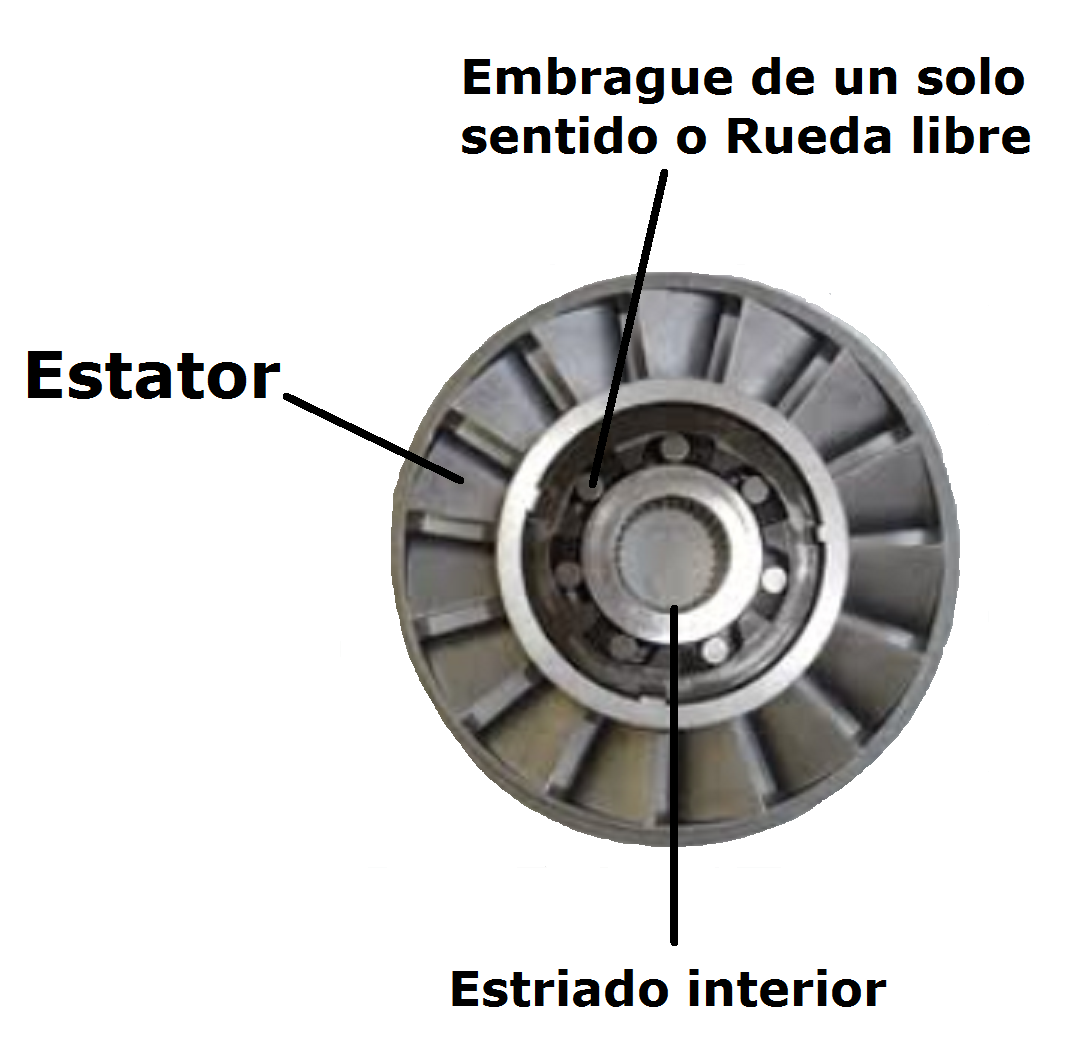 Embrague de un solo
sentido o Rueda libre
Estator
Estriado interior